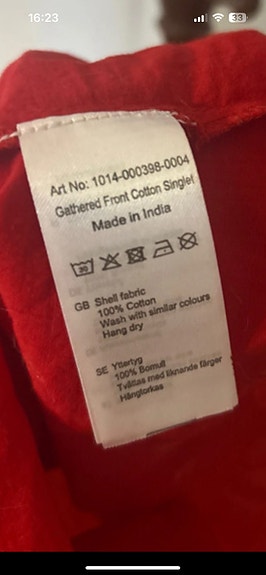 16:23
33
Art No: 1014-000398-0004
Gathered Front Cotton Singlet
Made in India
30
GB Shell fabric
100% Cotton
Wash with similar colours
Hang dry
SE Yttertyg
100% Bomull
Tvättas med liknande färger
Hängtorkas